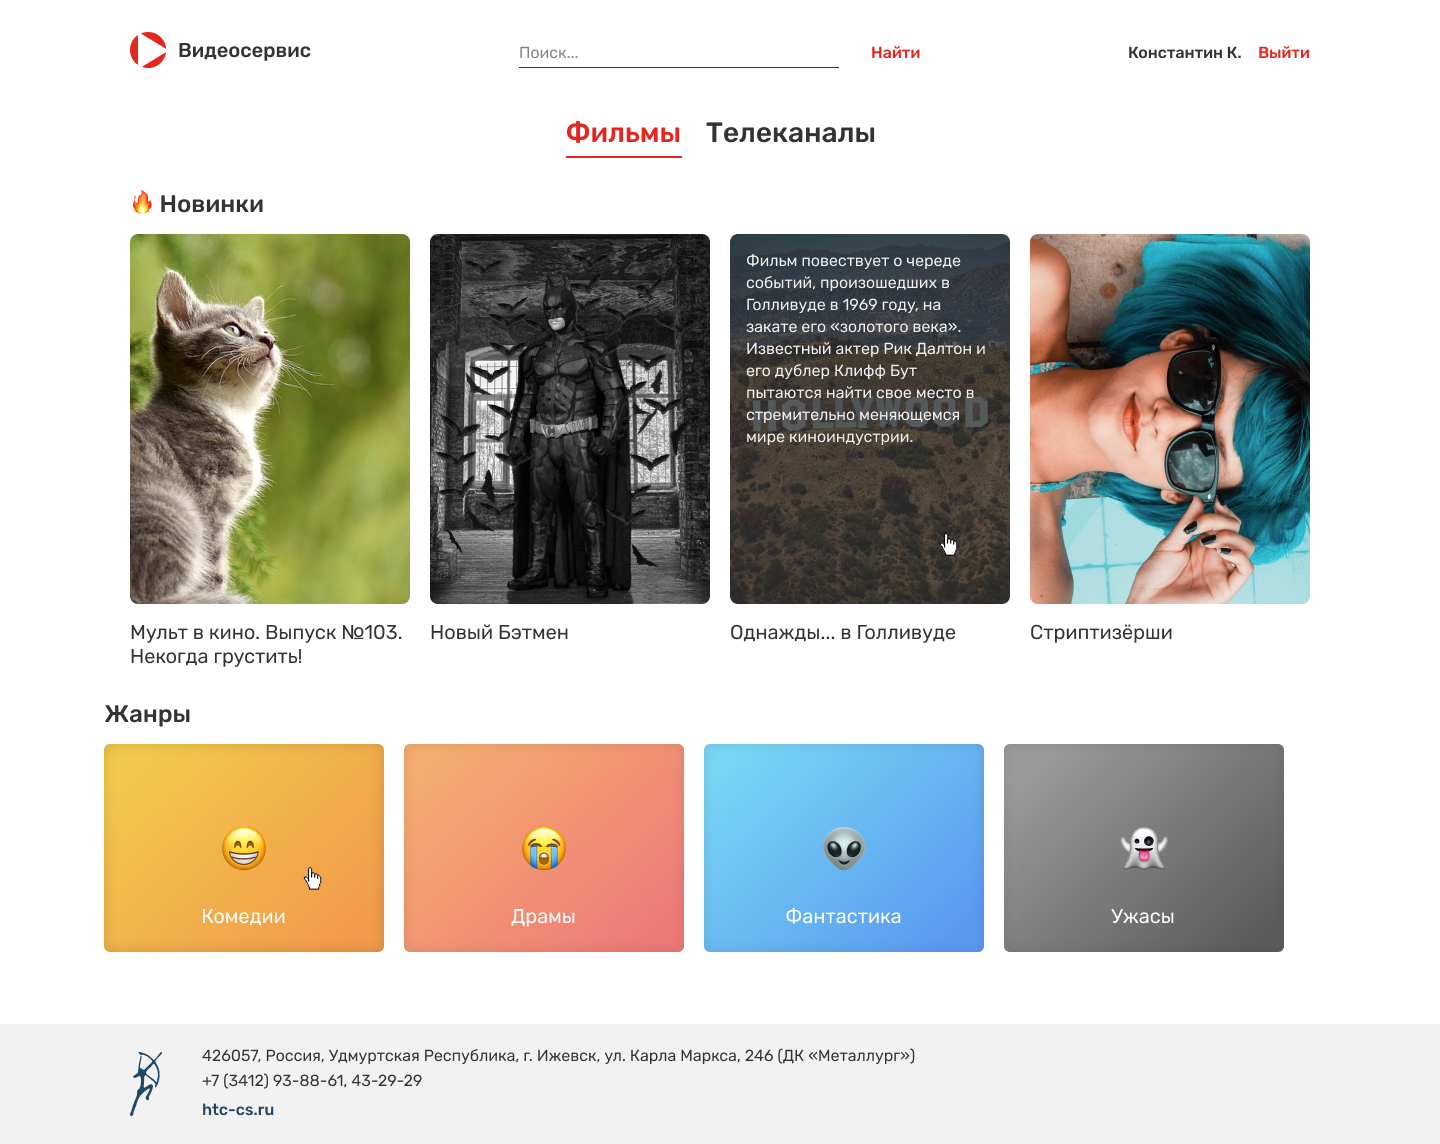 Видеосервис
Поиск...
Найти
Константин К.
Выйти
Фильмы
Телеканалы
Новинки
Фильм повествует о череде
событий, произошедших в
Голливуде в 1969 году, на
закате его «золотого века».
Известный актер Рик Далтон и
его дублер Клифф Бут
пытаются найти свое место в
стремительно меняющемся
мире киноиндустрии.
Мульт в кино. Выпуск №103.
Некогда грустить!
Новый Бэтмен
Однажды... в Голливуде
Стриптизёрши
Жанры
Комедии
Драмы
Фантастика
Ужасы
426057, Россия, Удмуртская Республика, г. Ижевск, ул. Карла Маркса, 246 (ДК «Металлург»)
+7 (3412) 93-88-61, 43-29-29
htc-cs.ru